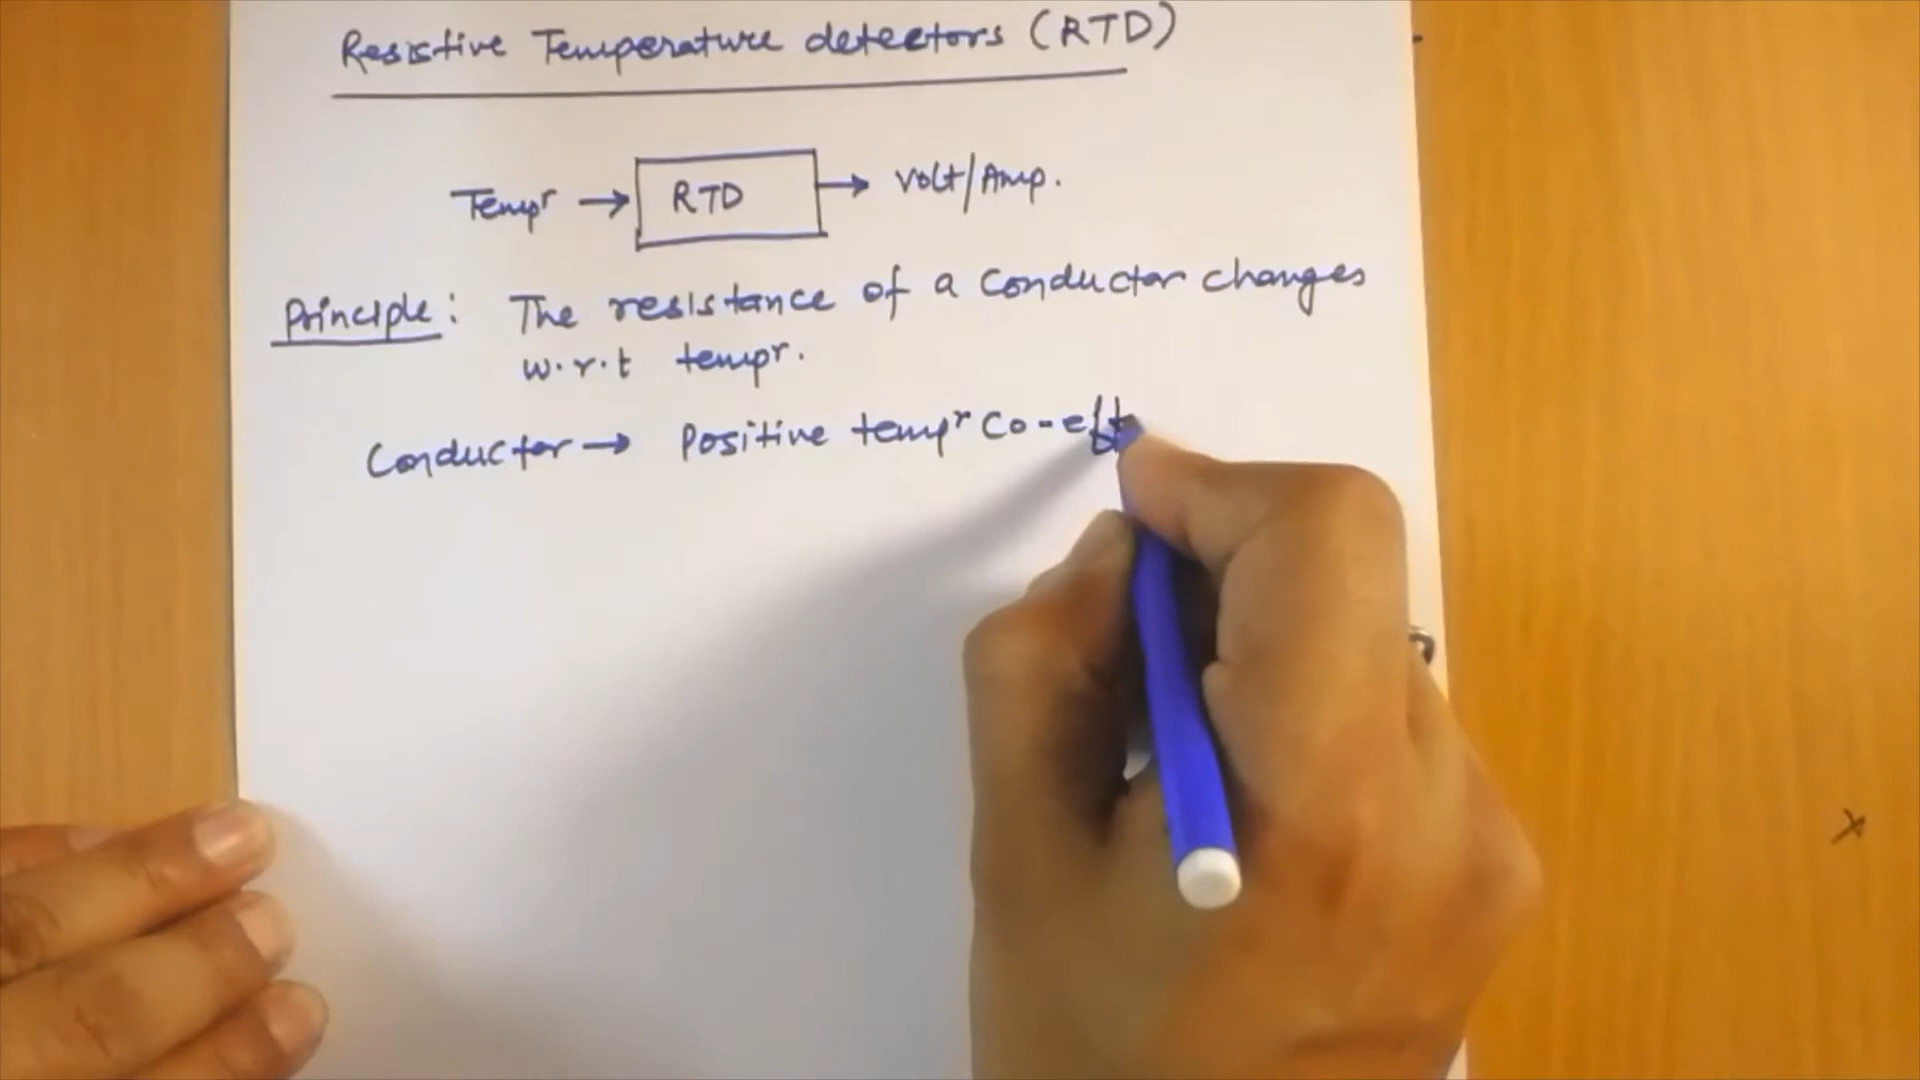 Resistive Temperature detectors (RTD)
Tempr → RTD → Volt/Amp.
Principle: The resistance of a Conductor changes
w.r.t tempr.
Conductor → Positive tempr Co-eft